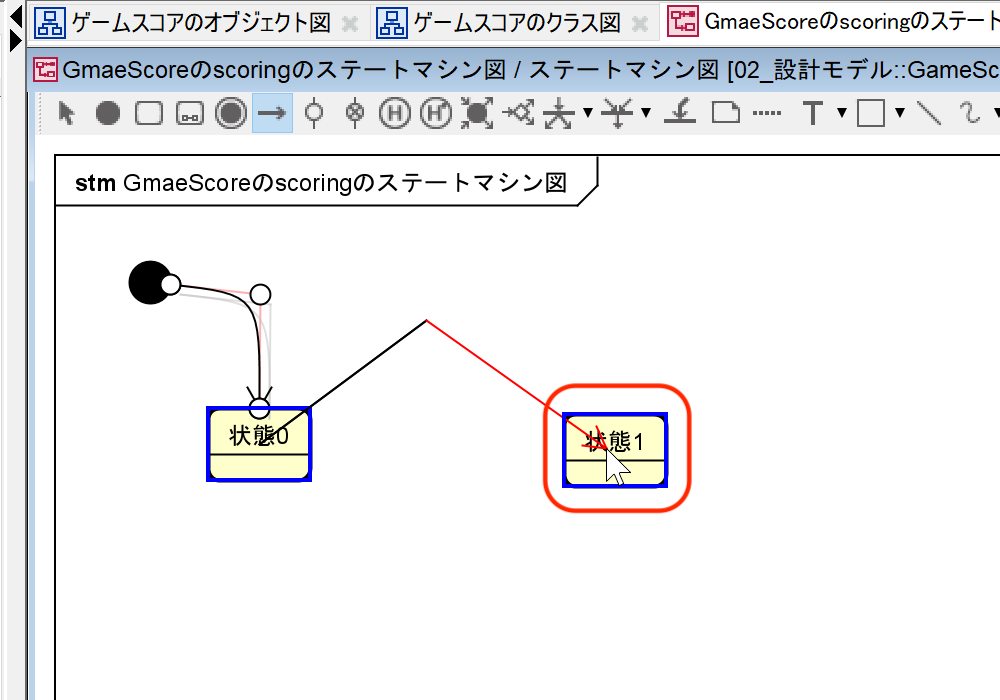 ゲームスコアのオブジェクト図
ゲームスコアのクラス図
GmaeScoreのscoringのステート
GmaeScoreのscoringのステートマシン図 / ステートマシン図 [02_設計モデル::GameSc
H
H*
T
stm GmaeScoreのscoringのステートマシン図
状態0
状態1